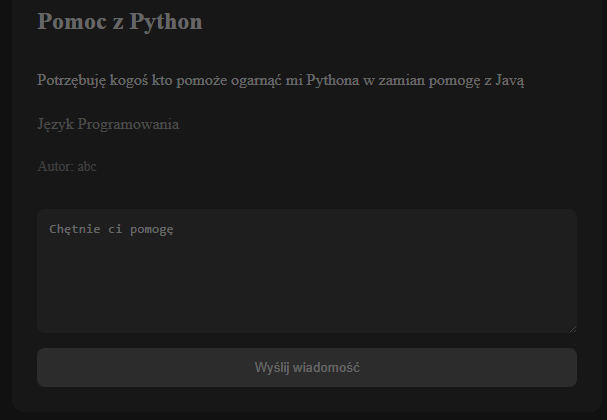 Pomoc z Python
Potrzębuję kogoś kto pomoże ogarnąć mi Pythona w zamian pomogę z Javą
Język Programowania
Autor: abc
Chętnie ci pomogę
Wyślij wiadomość